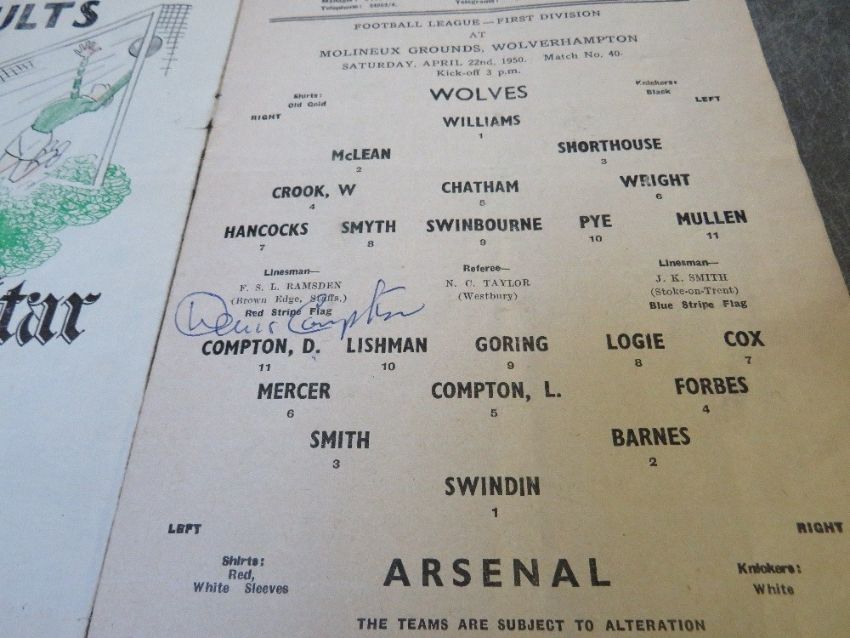 ULTS
tar
Telephone: 24053/4.
Telegrams:
FOOTBALL LEAGUE—FIRST DIVISION
AT
MOLINEUX GROUNDS, WOLVERHAMPTON
SATURDAY, APRIL 22nd, 1950. Match No. 40.
Kick-off 3 p.m.
Shirts: WOLVES Knickers:
Old Gold Black
RIGHT LEFT
WILLIAMS
1
McLEAN SHORTHOUSE
2 3
CROOK, W CHATHAM WRIGHT
4 5 6
HANCOCKS SMYTH SWINBOURNE PYE MULLEN
7 8 9 10 11
Linesman— Referee— Linesman—
F. S. L. RAMSDEN N. C. TAYLOR J. K. SMITH
(Brown Edge, Staffs.) (Westbury) (Stoke-on-Trent)
Red Stripe Flag Blue Stripe Flag
Denis Compton
COMPTON, D. LISHMAN GORING LOGIE COX
11 10 9 8 7
MERCER COMPTON, L. FORBES
6 5 4
SMITH BARNES
3 2
SWINDIN
1
LEFT RIGHT
Shirts: ARSENAL Knickers:
Red, White
White Sleeves
THE TEAMS ARE SUBJECT TO ALTERATION